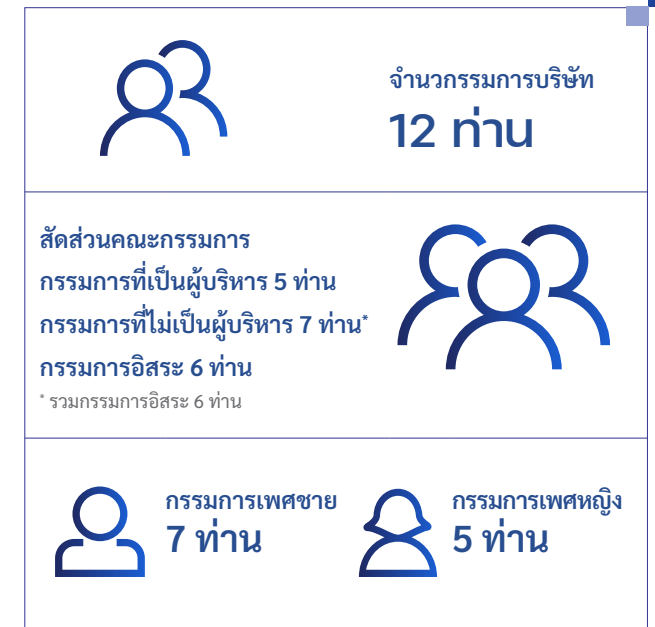 จำนวกรรมการบริษัท
12 ท่าน
สัดส่วนคณะกรรมการ
กรรมการที่เป็นผู้บริหาร 5 ท่าน
กรรมการที่ไม่เป็นผู้บริหาร 7 ท่าน*
กรรมการอิสระ 6 ท่าน
* รวมกรรมการอิสระ 6 ท่าน
กรรมการเพศชาย
7 ท่าน
กรรมการเพศหญิง
5 ท่าน